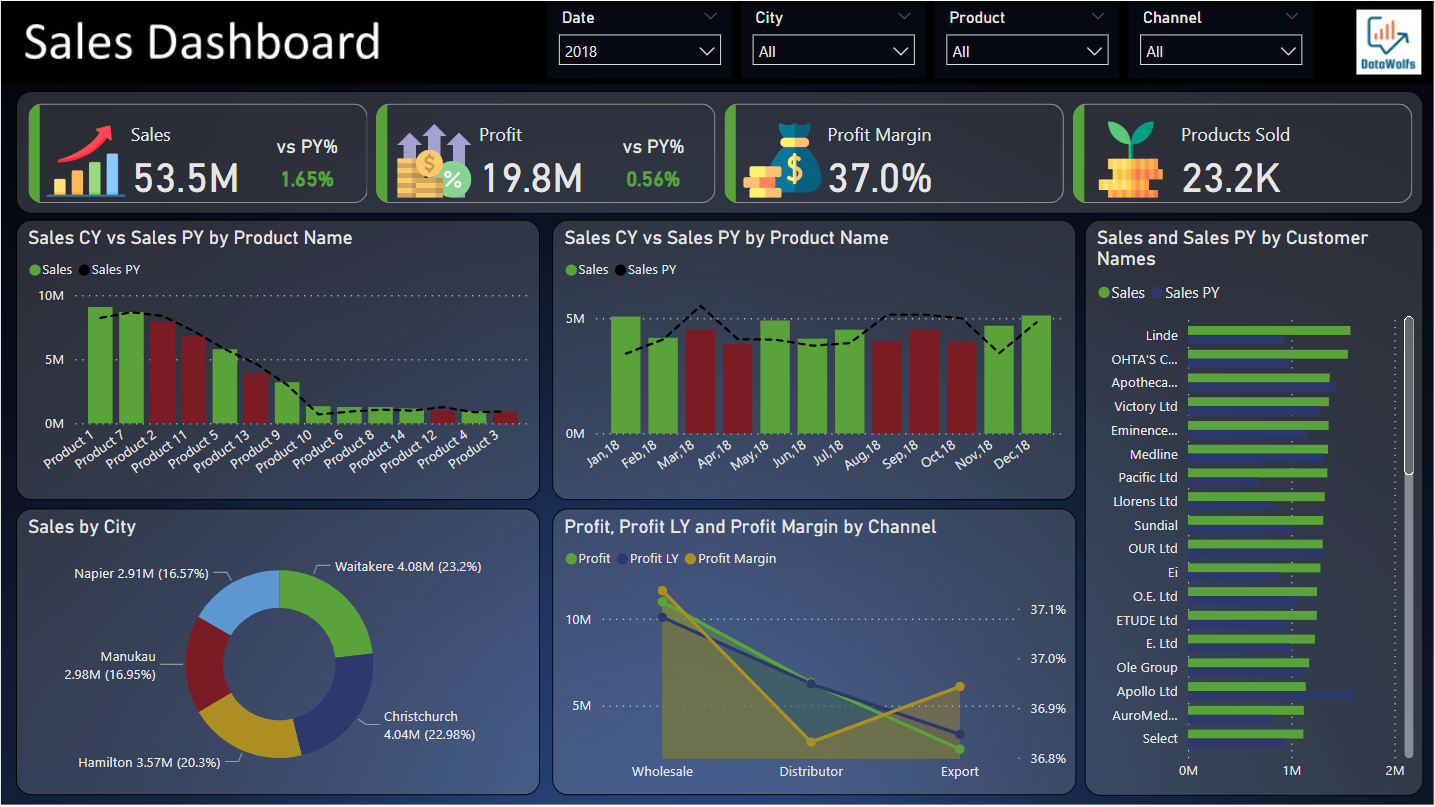 Sales Dashboard
Date
2018
City
All
Product
All
Channel
All
DataWolfs
Sales
53.5M
vs PY%
1.65%
Profit
19.8M
vs PY%
0.56%
Profit Margin
37.0%
Products Sold
23.2K
Sales CY vs Sales PY by Product Name
Sales Sales PY
10M
5M
0M
Product 1
Product 7
Product 2
Product 11
Product 5
Product 13
Product 9
Product 10
Product 6
Product 8
Product 14
Product 12
Product 4
Product 3
Sales CY vs Sales PY by Product Name
Sales Sales PY
5M
0M
Jan,18
Feb,18
Mar,18
Apr,18
May,18
Jun,18
Jul,18
Aug,18
Sep,18
Oct,18
Nov,18
Dec,18
Sales and Sales PY by Customer
Names
Sales Sales PY
Linde
OHTA'S C...
Apotheca...
Victory Ltd
Eminence...
Medline
Pacific Ltd
Llorens Ltd
Sundial
OUR Ltd
Ei
O.E. Ltd
ETUDE Ltd
E. Ltd
Ole Group
Apollo Ltd
AuroMed...
Select
0M 1M 2M
Sales by City
Napier 2.91M (16.57%)
Waitakere 4.08M (23.2%)
Manukau
2.98M (16.95%)
Christchurch
4.04M (22.98%)
Hamilton 3.57M (20.3%)
Profit, Profit LY and Profit Margin by Channel
Profit Profit LY Profit Margin
10M
5M
37.1%
37.0%
36.9%
36.8%
Wholesale Distributor Export